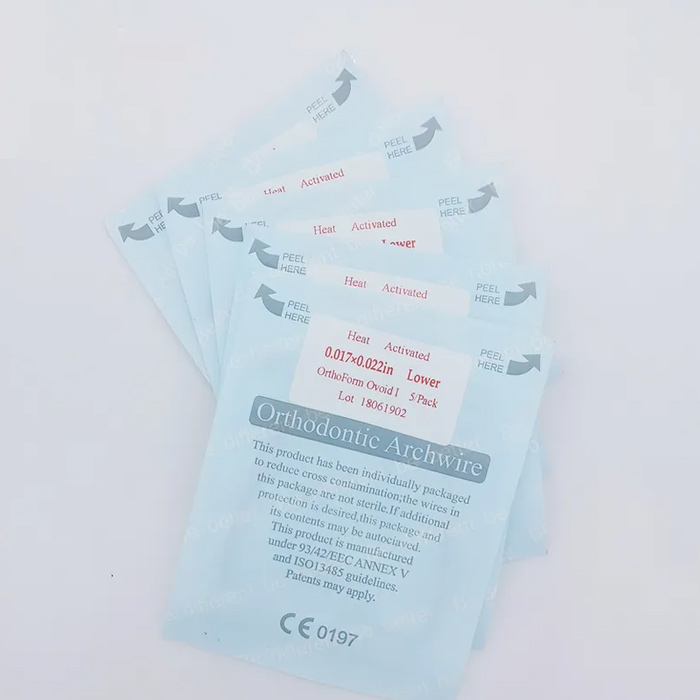 PEEL
HERE
PEEL
HERE
Heat Activated
PEEL
PEEL
HERE
Heat Activated
Lower
PEEL
HERE
Heat Activated
PEEL
HERE
PEEL
HERE
PEEL
HERE
Heat Activated
0.017×0.022in Lower
OrthoForm Ovoid I 5/Pack
Lot 18061902
Orthodontic Archwire
This product has been individually packaged
to reduce cross contamination;the wires in
this package are not sterile.If additional
protection is desired,this package and
its contents may be autoclaved.
This product is manufactured
under 93/42/EEC ANNEX V
and ISO13485 guidelines.
Patents may apply.
CE 0197